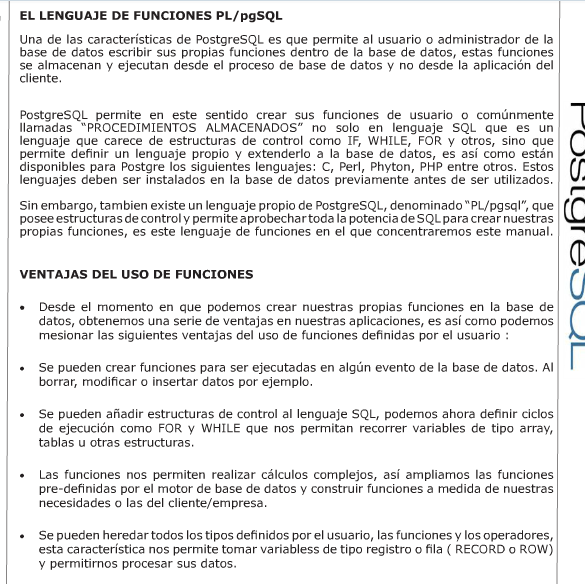 EL LENGUAJE DE FUNCIONES PL/pgSQL
Una de las características de PostgreSQL es que permite al usuario o administrador de la
base de datos escribir sus propias funciones dentro de la base de datos, estas funciones
se almacenan y ejecutan desde el proceso de base de datos y no desde la aplicación del
cliente.
PostgreSQL permite en este sentido crear sus funciones de usuario o comúnmente
llamadas "PROCEDIMIENTOS ALMACENADOS" no solo en lenguaje SQL que es un
lenguaje que carece de estructuras de control como IF, WHILE, FOR y otros, sino que
permite definir un lenguaje propio y extenderlo a la base de datos, es así como están
disponibles para Postgre los siguientes lenguajes: C, Perl, Phyton, PHP entre otros. Estos
lenguajes deben ser instalados en la base de datos previamente antes de ser utilizados.
Sin embargo, tambien existe un lenguaje propio de PostgreSQL, denominado "PL/pgsql", que
posee estructuras de control y permite aprobechar toda la potencia de SQL para crear nuestras
propias funciones, es este lenguaje de funciones en el que concentraremos este manual.
VENTAJAS DEL USO DE FUNCIONES
• Desde el momento en que podemos crear nuestras propias funciones en la base de
datos, obtenemos una serie de ventajas en nuestras aplicaciones, es así como podemos
mesionar las siguientes ventajas del uso de funciones definidas por el usuario :
• Se pueden crear funciones para ser ejecutadas en algún evento de la base de datos. Al
borrar, modificar o insertar datos por ejemplo.
• Se pueden añadir estructuras de control al lenguaje SQL, podemos ahora definir ciclos
de ejecución como FOR y WHILE que nos permitan recorrer variables de tipo array,
tablas u otras estructuras.
• Las funciones nos permiten realizar cálculos complejos, así ampliamos las funciones
pre-definidas por el motor de base de datos y construir funciones a medida de nuestras
necesidades o las del cliente/empresa.
• Se pueden heredar todos los tipos definidos por el usuario, las funciones y los operadores,
esta característica nos permite tomar variabless de tipo registro o fila ( RECORD o ROW)
y permitirnos procesar sus datos.
PostgreSQL